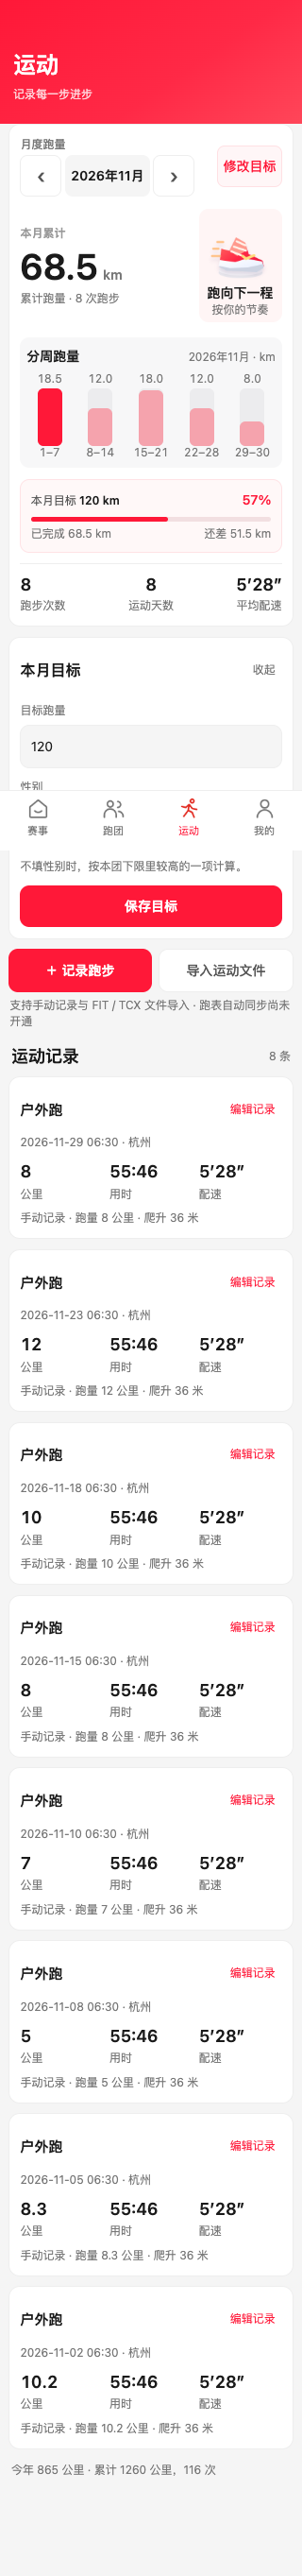 运动
记录每一步进步
月度跑量
‹ 2026年11月 ›
修改目标
本月累计
68.5 km
累计跑量 · 8 次跑步
跑向下一程
按你的节奏
分周跑量
2026年11月 · km
18.5 12.0 18.0 12.0 8.0
1–7 8–14 15–21 22–28 29–30
本月目标 120 km
57%
已完成 68.5 km
还差 51.5 km
8 8 5′28″
跑步次数 运动天数 平均配速
本月目标
收起
目标跑量
120
性别
赛事 跑团 运动 我的
不填性别时，按本团下限里较高的一项计算。
保存目标
＋ 记录跑步
导入运动文件
支持手动记录与 FIT / TCX 文件导入 · 跑表自动同步尚未
开通
运动记录
8 条
户外跑
编辑记录
2026-11-29 06:30 · 杭州
8 55:46 5′28″
公里 用时 配速
手动记录 · 跑量 8 公里 · 爬升 36 米
户外跑
编辑记录
2026-11-23 06:30 · 杭州
12 55:46 5′28″
公里 用时 配速
手动记录 · 跑量 12 公里 · 爬升 36 米
户外跑
编辑记录
2026-11-18 06:30 · 杭州
10 55:46 5′28″
公里 用时 配速
手动记录 · 跑量 10 公里 · 爬升 36 米
户外跑
编辑记录
2026-11-15 06:30 · 杭州
8 55:46 5′28″
公里 用时 配速
手动记录 · 跑量 8 公里 · 爬升 36 米
户外跑
编辑记录
2026-11-10 06:30 · 杭州
7 55:46 5′28″
公里 用时 配速
手动记录 · 跑量 7 公里 · 爬升 36 米
户外跑
编辑记录
2026-11-08 06:30 · 杭州
5 55:46 5′28″
公里 用时 配速
手动记录 · 跑量 5 公里 · 爬升 36 米
户外跑
编辑记录
2026-11-05 06:30 · 杭州
8.3 55:46 5′28″
公里 用时 配速
手动记录 · 跑量 8.3 公里 · 爬升 36 米
户外跑
编辑记录
2026-11-02 06:30 · 杭州
10.2 55:46 5′28″
公里 用时 配速
手动记录 · 跑量 10.2 公里 · 爬升 36 米
今年 865 公里 · 累计 1260 公里，116 次